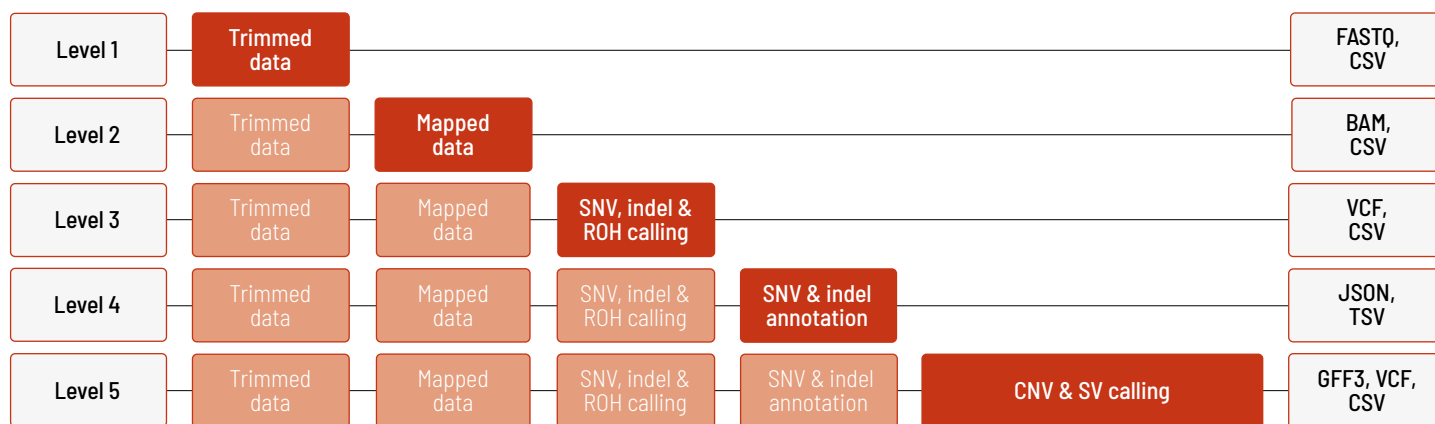 Level 1
Trimmed
data
FASTQ,
CSV
Level 2
Trimmed
data
Mapped
data
BAM,
CSV
Level 3
Trimmed
data
Mapped
data
SNV, indel &
ROH calling
VCF,
CSV
Level 4
Trimmed
data
Mapped
data
SNV, indel &
ROH calling
SNV & indel
annotation
JSON,
TSV
Level 5
Trimmed
data
Mapped
data
SNV, indel &
ROH calling
SNV & indel
annotation
CNV & SV calling
GFF3, VCF,
CSV